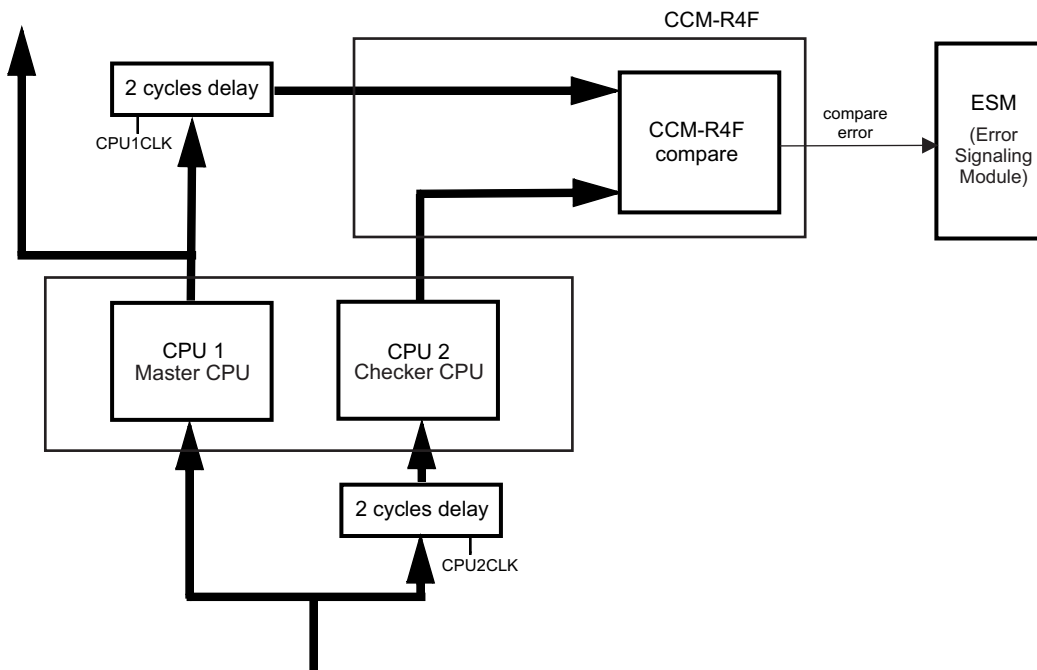 CCM-R4F
2 cycles delay
CPU1CLK
CCM-R4F
compare
compare
error
ESM
(Error
Signaling
Module)
CPU 1
Master CPU
CPU 2
Checker CPU
2 cycles delay
CPU2CLK